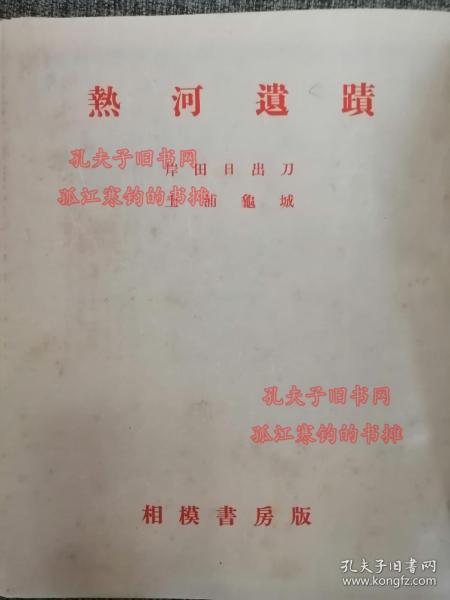 熱河遺蹟
岸田日出刀
土浦龜城
孔夫子旧书网
孤江寒钓的书摊
孔夫子旧书网
孤江寒钓的书摊
相模書房版
孔夫子旧书网
www.kongfz.com